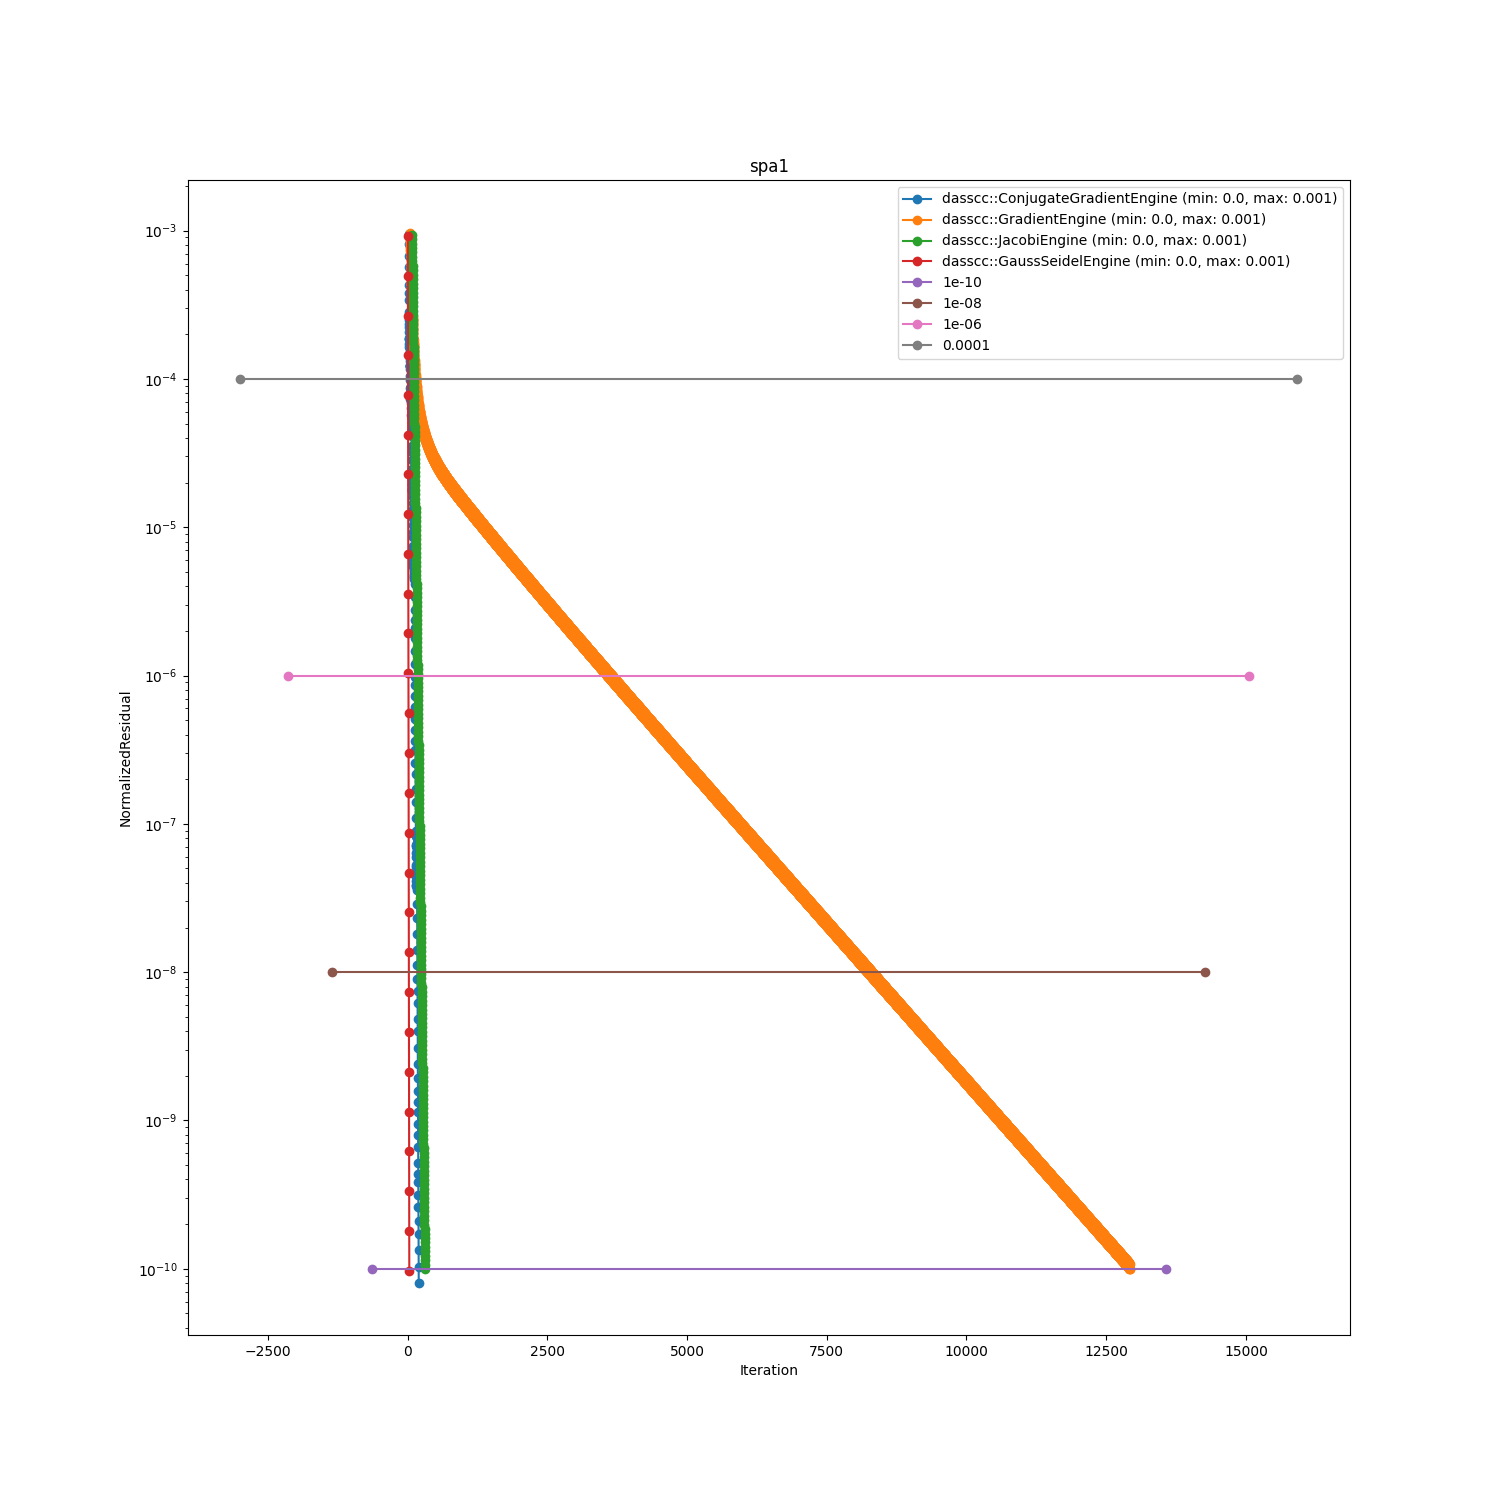 spa1
dasscc::ConjugateGradientEngine (min: 0.0, max: 0.001)
dasscc::GradientEngine (min: 0.0, max: 0.001)
dasscc::JacobiEngine (min: 0.0, max: 0.001)
dasscc::GaussSeidelEngine (min: 0.0, max: 0.001)
1e-10
1e-08
1e-06
0.0001
10⁻³
10⁻⁴
10⁻⁵
10⁻⁶
10⁻⁷
10⁻⁸
10⁻⁹
10⁻¹⁰
NormalizedResidual
−2500 0 2500 5000 7500 10000 12500 15000
Iteration